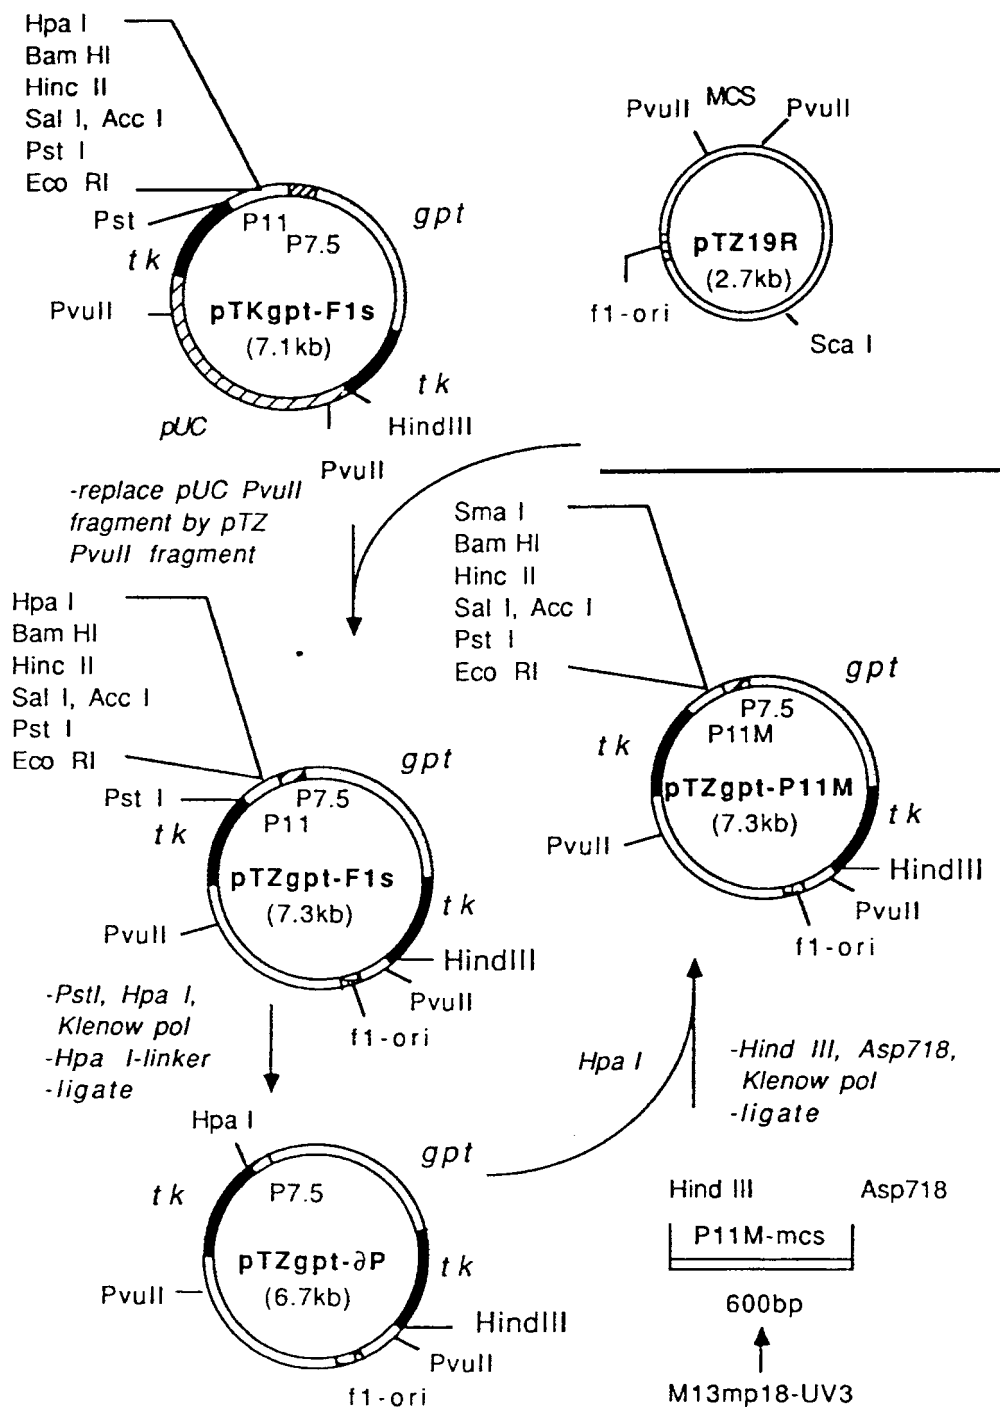 Hpa I
Bam HI
Hinc II
Sal I, Acc I
Pst I
Eco RI
Pst
tk
PvuII
P11
P7.5
gpt
pTKgpt-F1s
(7.1kb)
tk
HindIII
pUC
PvuII
PvuII
MCS
PvuII
pTZ19R
(2.7kb)
f1-ori
Sca I
-replace pUC PvuII
fragment by pTZ
PvuII fragment
Hpa I
Bam HI
Hinc II
Sal I, Acc I
Pst I
Eco RI
Pst I
tk
P7.5
P11
gpt
pTZgpt-F1s
(7.3kb)
tk
PvuII
HindIII
PvuII
f1-ori
Sma I
Bam HI
Hinc II
Sal I, Acc I
Pst I
Eco RI
gpt
tk
P7.5
P11M
pTZgpt-P11M
(7.3kb)
tk
PvuII
HindIII
PvuII
f1-ori
-PstI, Hpa I,
Klenow pol
-Hpa I-linker
-ligate
Hpa I
-Hind III, Asp718,
Klenow pol
-ligate
Hpa I
gpt
tk
P7.5
pTZgpt-∂P
(6.7kb)
tk
PvuII
HindIII
PvuII
f1-ori
Hind III
Asp718
P11M-mcs
600bp
M13mp18-UV3